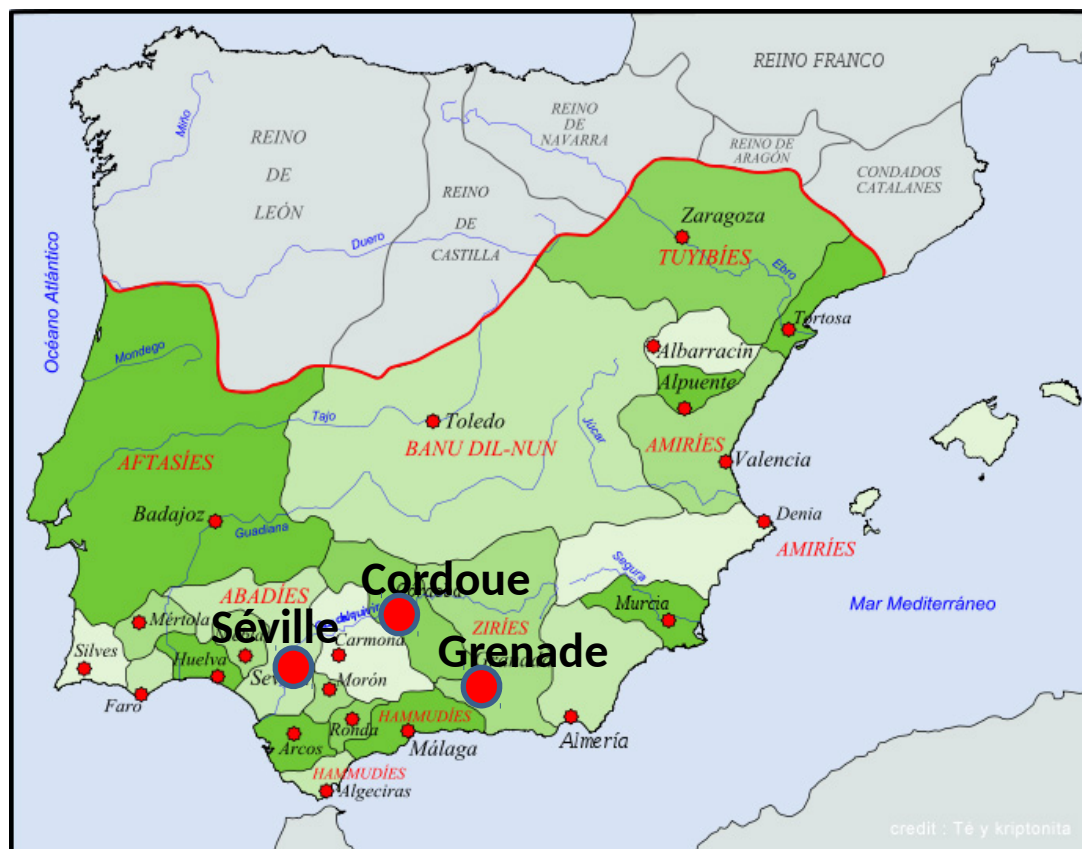 REINO FRANCO
REINO
DE
NAVARRA
REINO DE
ARAGÓN
CONDADOS
CATALANES
Miño
REINO
DE
LEÓN
REINO
DE
CASTILLA
Duero
Océano Atlántico
Zaragoza
TUYIBÍES
Ebro
Tortosa
Mondego
Albarracín
Alpuente
Tajo
Toledo
BANU DIL-NUN
Júcar
AMIRÍES
Valencia
AFTASÍES
Badajoz
Guadiana
Denia
AMIRÍES
Segura
Cordoue
ABADÍES
Mar Mediterráneo
Mértola
Séville
Murcia
ZIRÍES
Carmona
Grenade
Silves
Huelva
Morón
Faro
HAMMUDÍES
Ronda
Arcos
Málaga
Almería
HAMMUDÍES
Algeciras
credit : Té y kriptonita